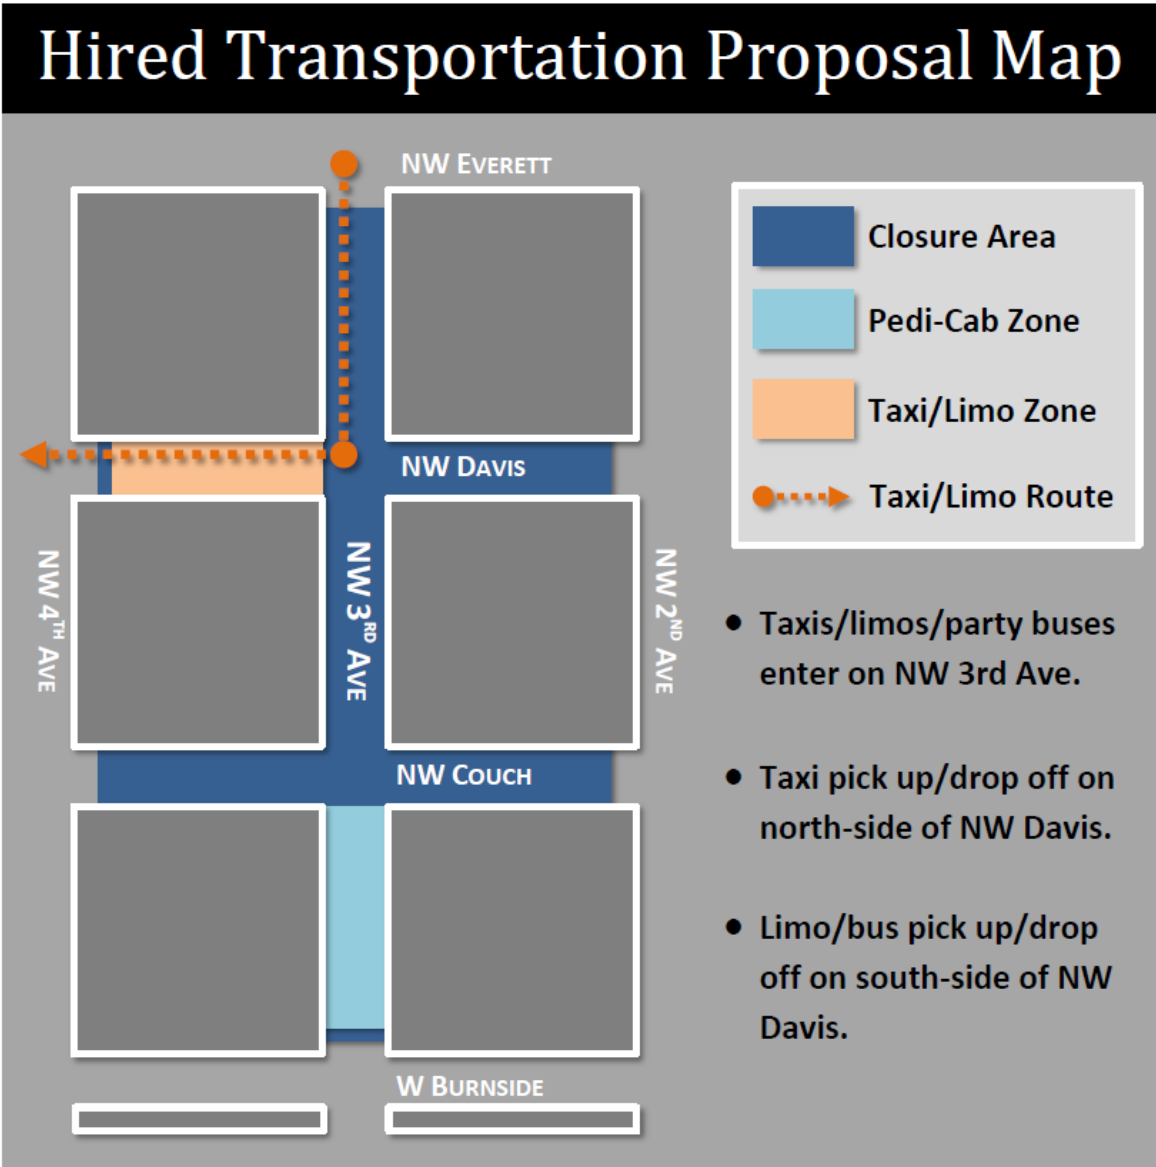 Hired Transportation Proposal Map
NW EVERETT
Closure Area
Pedi-Cab Zone
Taxi/Limo Zone
NW DAVIS
Taxi/Limo Route
NW 4TH AVE
NW 3RD AVE
NW 2ND AVE
• Taxis/limos/party buses
enter on NW 3rd Ave.
NW COUCH
• Taxi pick up/drop off on
north-side of NW Davis.
• Limo/bus pick up/drop
off on south-side of NW
Davis.
W BURNSIDE